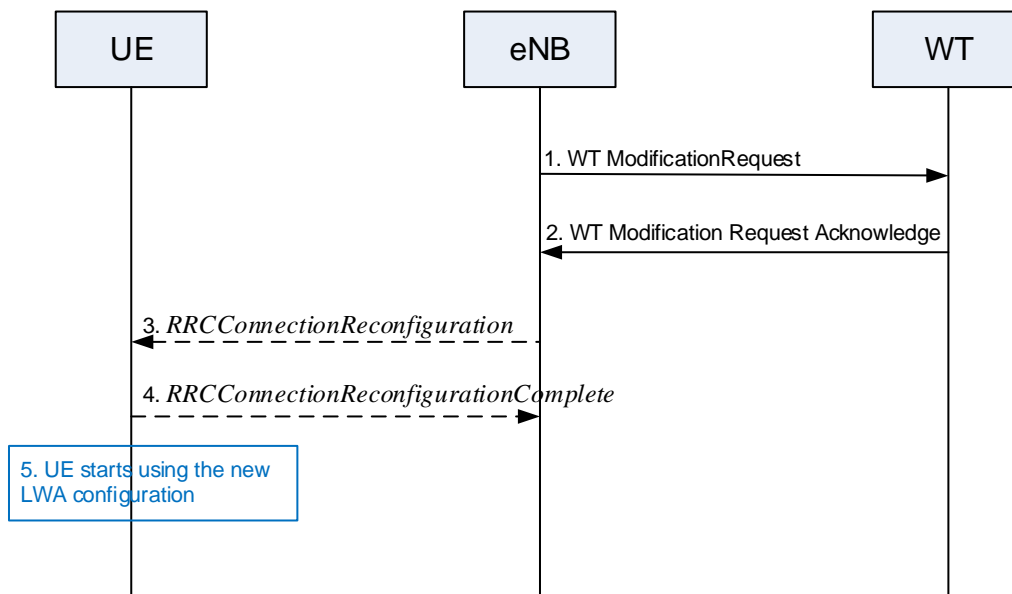 UE
eNB
WT
1. WT ModificationRequest
2. WT Modification Request Acknowledge
3. RRCConnectionReconfiguration
4. RRCConnectionReconfigurationComplete
5. UE starts using the new
LWA configuration